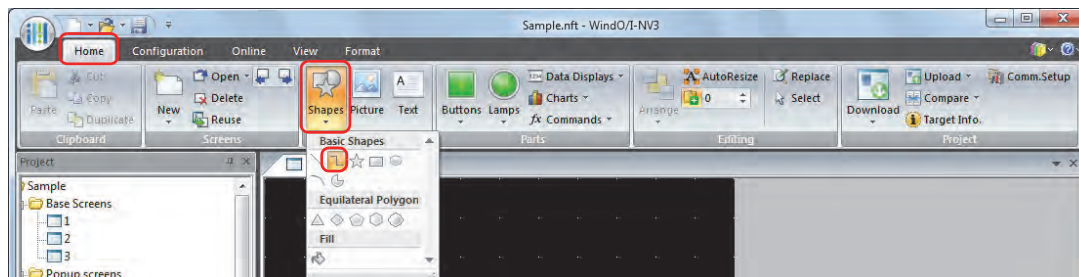 Sample.nft - WindO/I-NV3
Home Configuration Online View Format
Paste
Cut
Copy
Duplicate
Clipboard
New
Open
Delete
Reuse
Screens
Shapes Picture Text
Buttons Lamps
Data Displays
Charts
fx Commands
Parts
Arrange
AutoResize
0
Replace
Select
Editing
Download
Upload
Compare
Target Info.
Comm.Setup
Project
Basic Shapes
Equilateral Polygon
Fill
Project
Sample
Base Screens
1
2
3
Popup screens